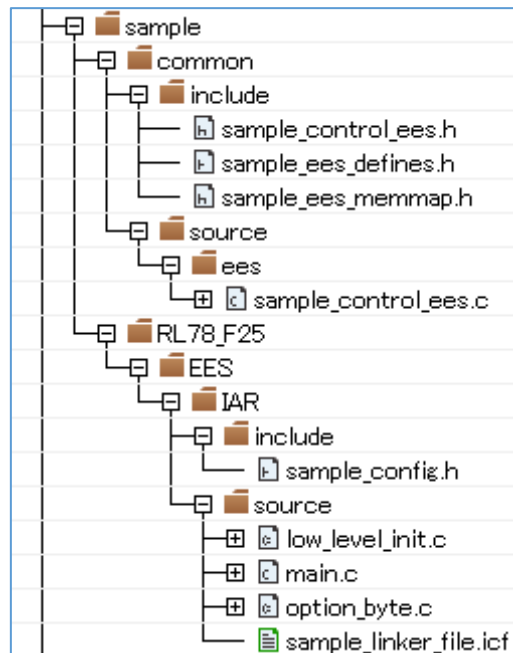 sample
common
include
sample_control_ees.h
sample_ees_defines.h
sample_ees_memmap.h
source
ees
sample_control_ees.c
RL78_F25
EES
IAR
include
sample_config.h
source
low_level_init.c
main.c
option_byte.c
sample_linker_file.icf